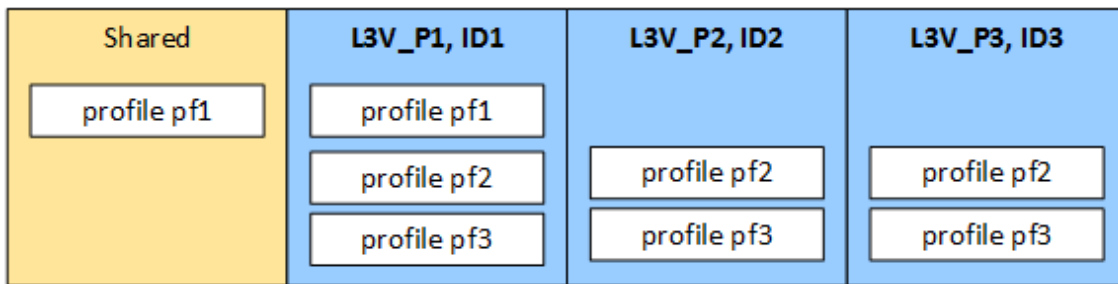 Shared
profile pf1
L3V_P1, ID1
profile pf1
profile pf2
profile pf3
L3V_P2, ID2
profile pf2
profile pf3
L3V_P3, ID3
profile pf2
profile pf3